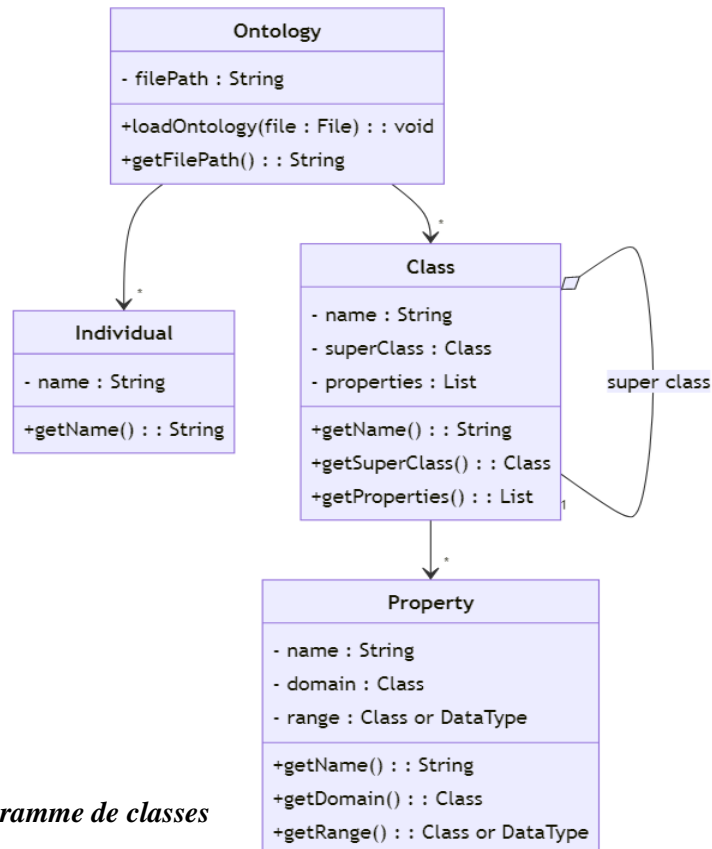 Ontology
- filePath : String
+loadOntology(file : File) : : void
+getFilePath() : : String
*
*
Class
- name : String
- superClass : Class
- properties : List
+getName() : : String
+getSuperClass() : : Class
+getProperties() : : List
super class
1
Individual
- name : String
+getName() : : String
*
Property
- name : String
- domain : Class
- range : Class or DataType
+getName() : : String
+getDomain() : : Class
+getRange() : : Class or DataType
ramme de classes